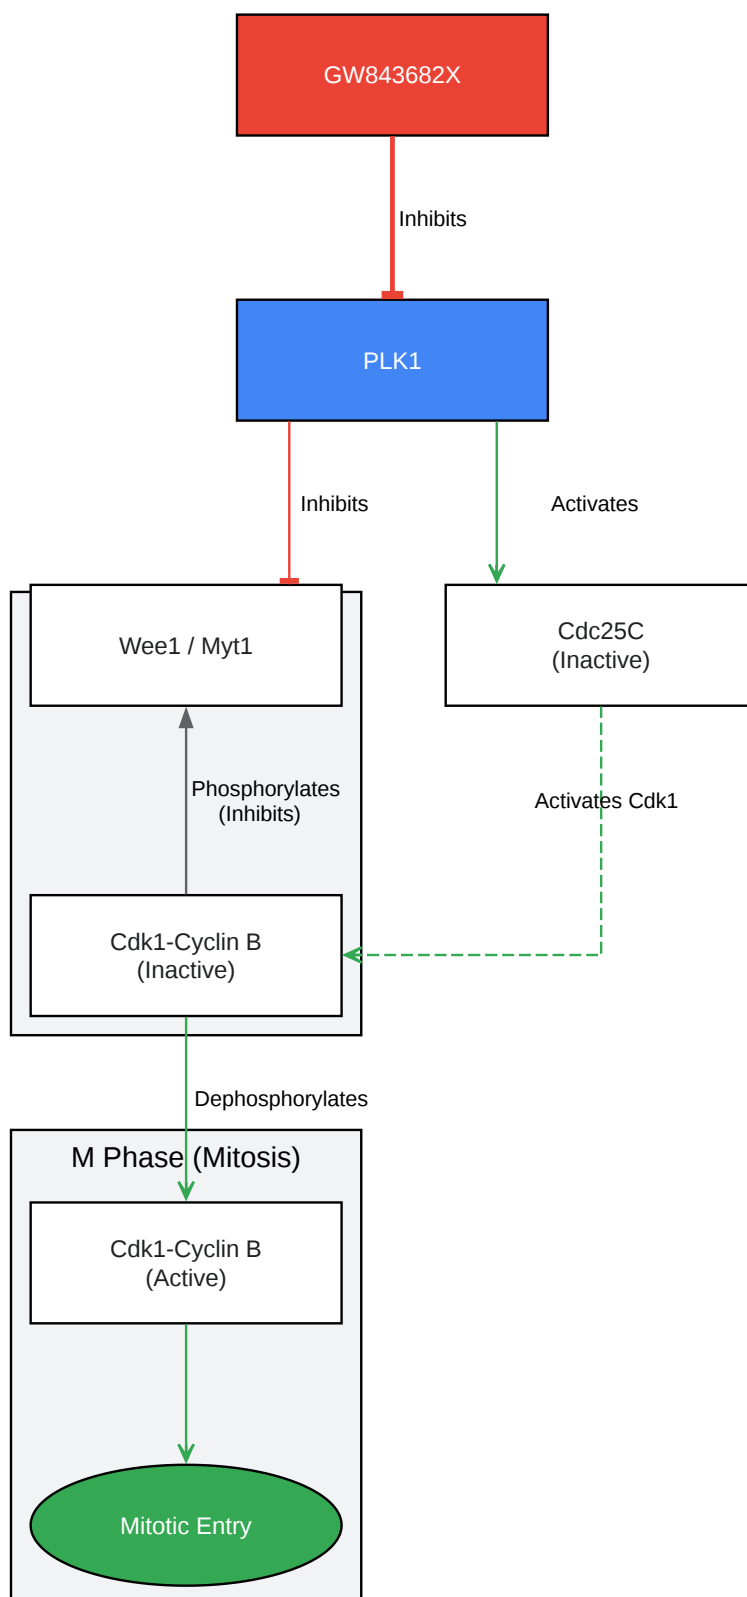 GW843682X
Inhibits
PLK1
Inhibits
Activates
Wee1 / Myt1
Cdc25C
(Inactive)
Phosphorylates
(Inhibits)
Activates Cdk1
Cdk1-Cyclin B
(Inactive)
Dephosphorylates
M Phase (Mitosis)
Cdk1-Cyclin B
(Active)
Mitotic Entry